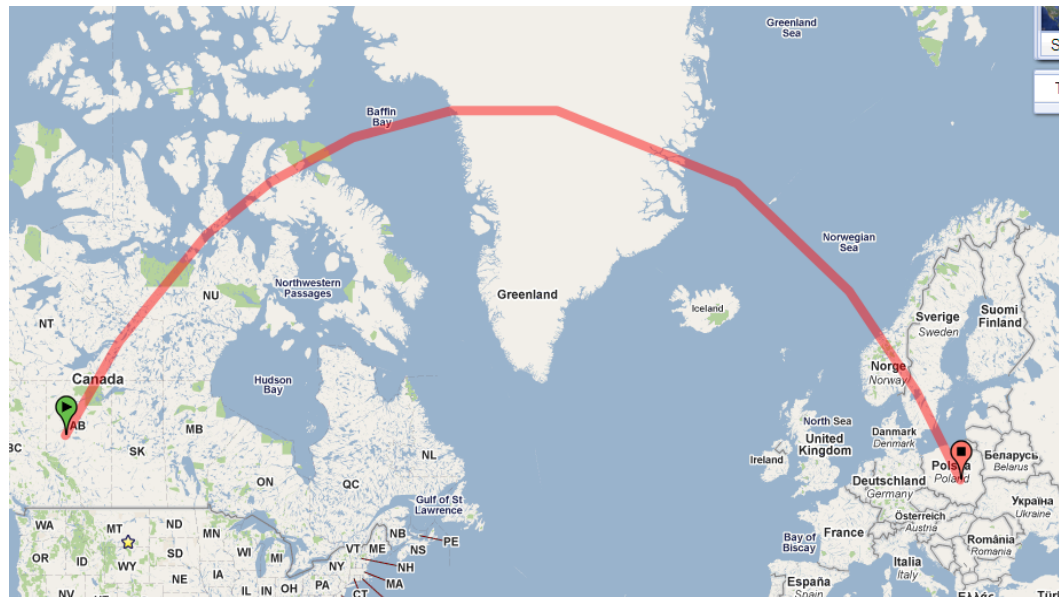 Greenland
Sea
S
T
Baffin
Bay
Norwegian
Sea
Northwestern
Passages
NU
Greenland
Iceland
NT
Sverige
Sweden
Suomi
Finland
Canada
Hudson
Bay
Norge
Norway
AB
BC
SK
MB
ON
QC
NL
North Sea
Danmark
Denmark
United
Kingdom
Ireland
Polska
Poland
Беларусь
Belarus
Deutschland
Germany
Gulf of St
Lawrence
Україна
Ukraine
Österreich
Austria
France
Bay of
Biscay
România
Romania
Italia
Italy
España
Spain
WA
MT
ND
MN
OR
ID
WY
SD
WI
MI
NV
NE
IA
IL
IN
OH
PA
NY
VT
ME
NB
NS
PE
NH
MA
CT
UT